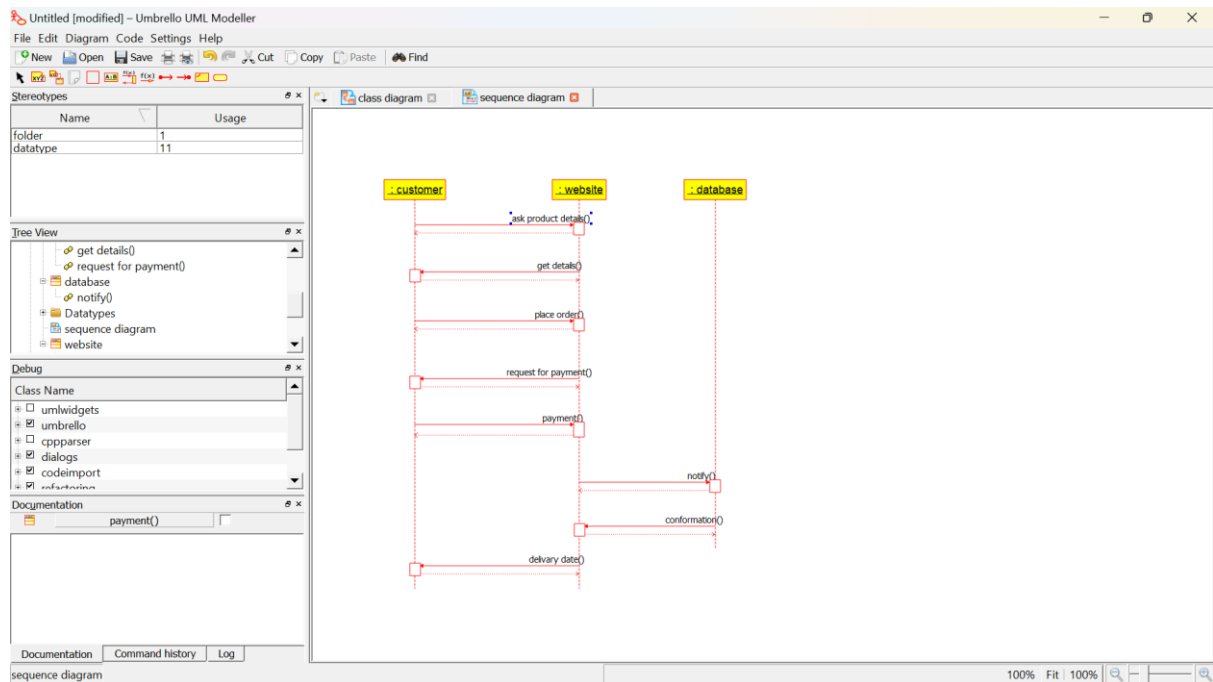 Untitled [modified] – Umbrello UML Modeller
File Edit Diagram Code Settings Help
New Open Save Cut Copy Paste Find
Stereotypes
Name Usage
folder 1
datatype 11
Tree View
get details()
request for payment()
database
notify()
Datatypes
sequence diagram
website
Debug
Class Name
umlwidgets
umbrello
cppparser
dialogs
codeimport
refactoring
Documentation
payment()
Documentation Command history Log
sequence diagram
class diagram sequence diagram
: customer : website : database
ask product details()
get details()
place order()
request for payment()
payment()
notify()
conformation()
delivary date()
100% Fit 100%